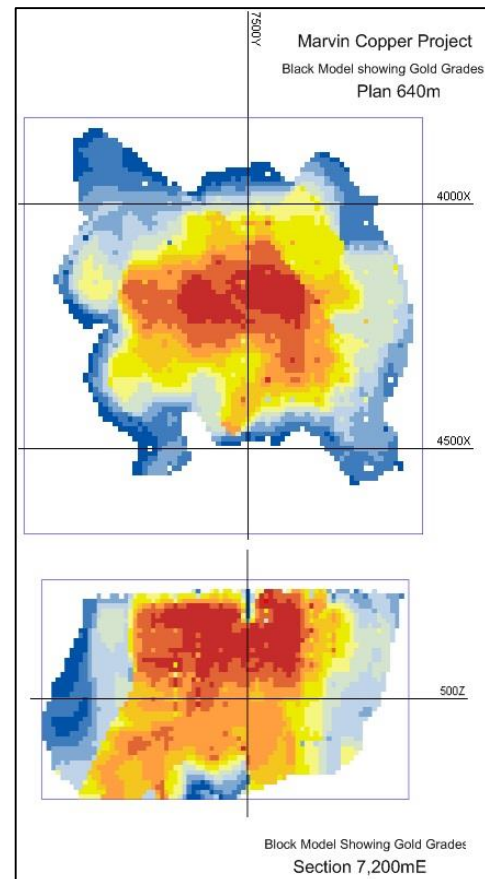 7500Y
Marvin Copper Project
Black Model showing Gold Grades
Plan 640m
4000X
4500X
500Z
Block Model Showing Gold Grades
Section 7,200mE